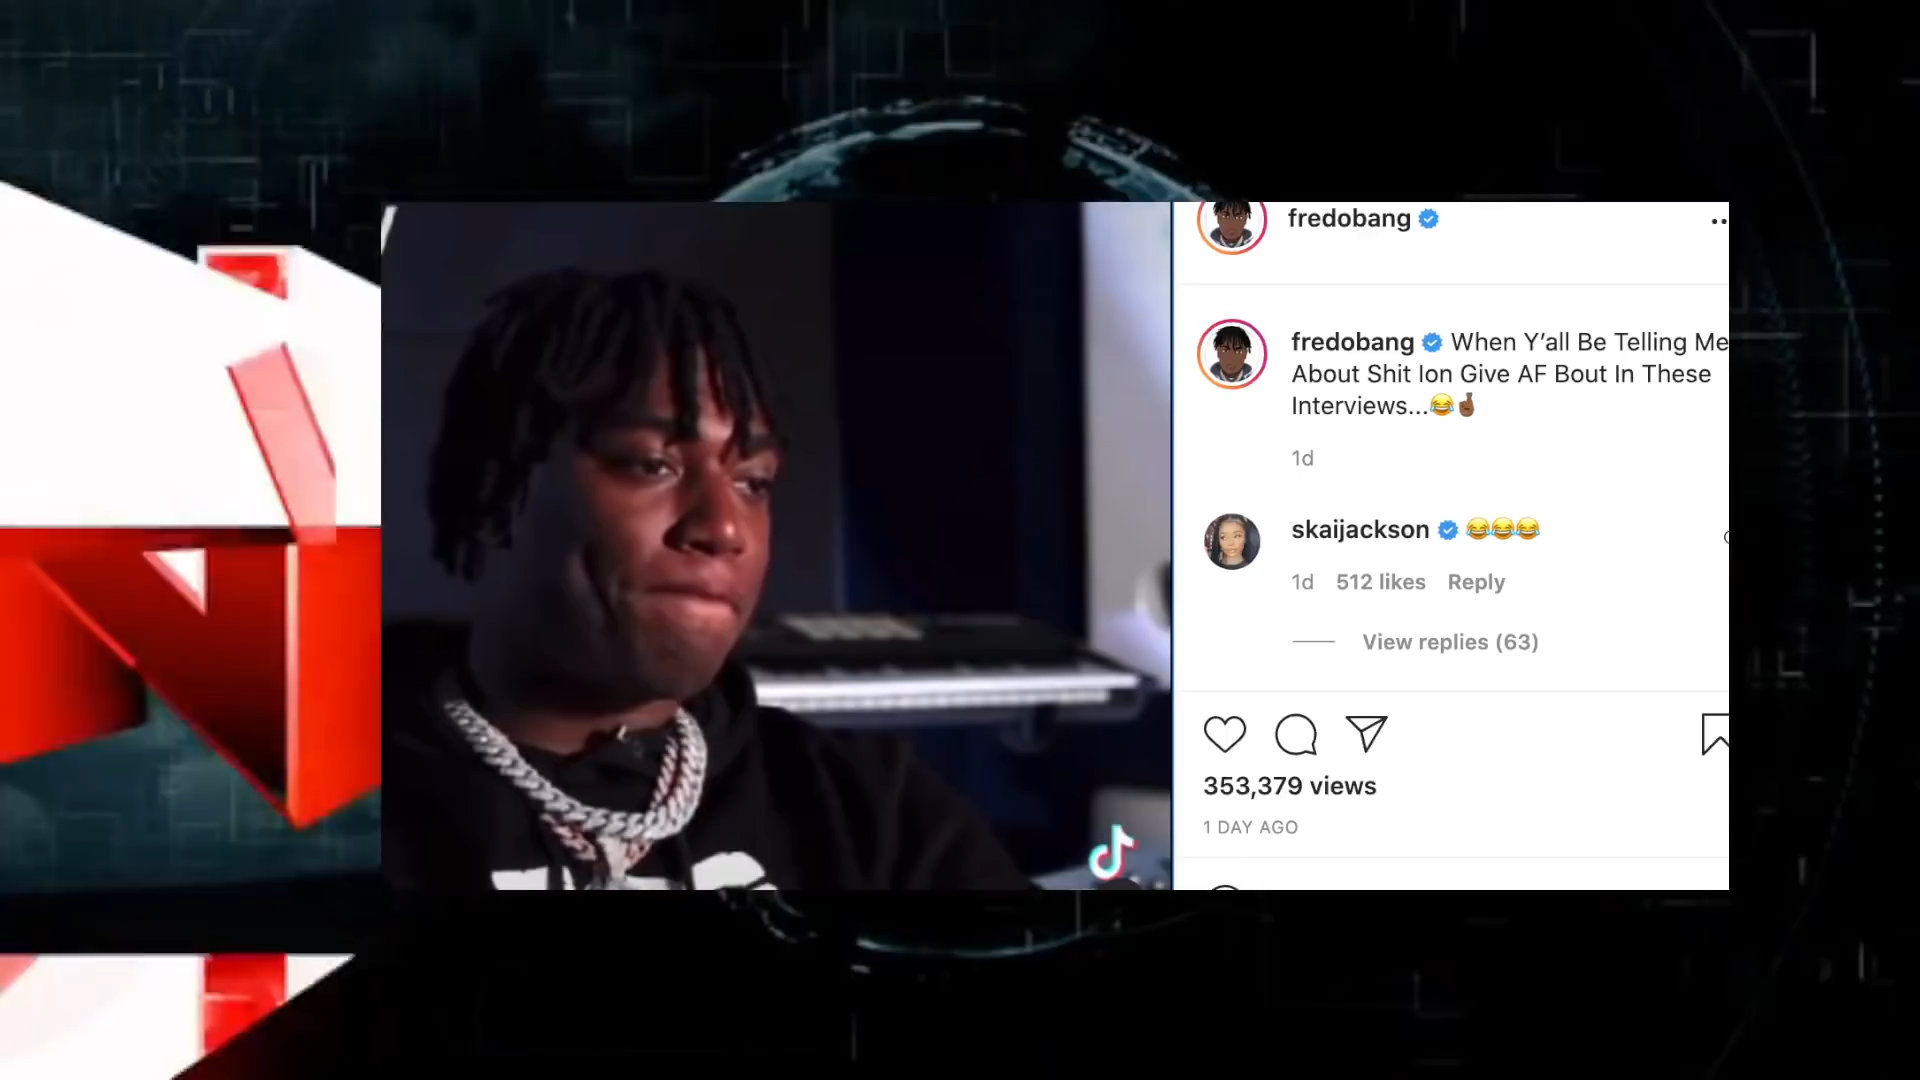 fredobang
fredobang When Y’all Be Telling Me
About Shit Ion Give AF Bout In These
Interviews...😂🤞🏾
1d
skaijackson 😂😂😂
1d 512 likes Reply
View replies (63)
353,379 views
1 DAY AGO